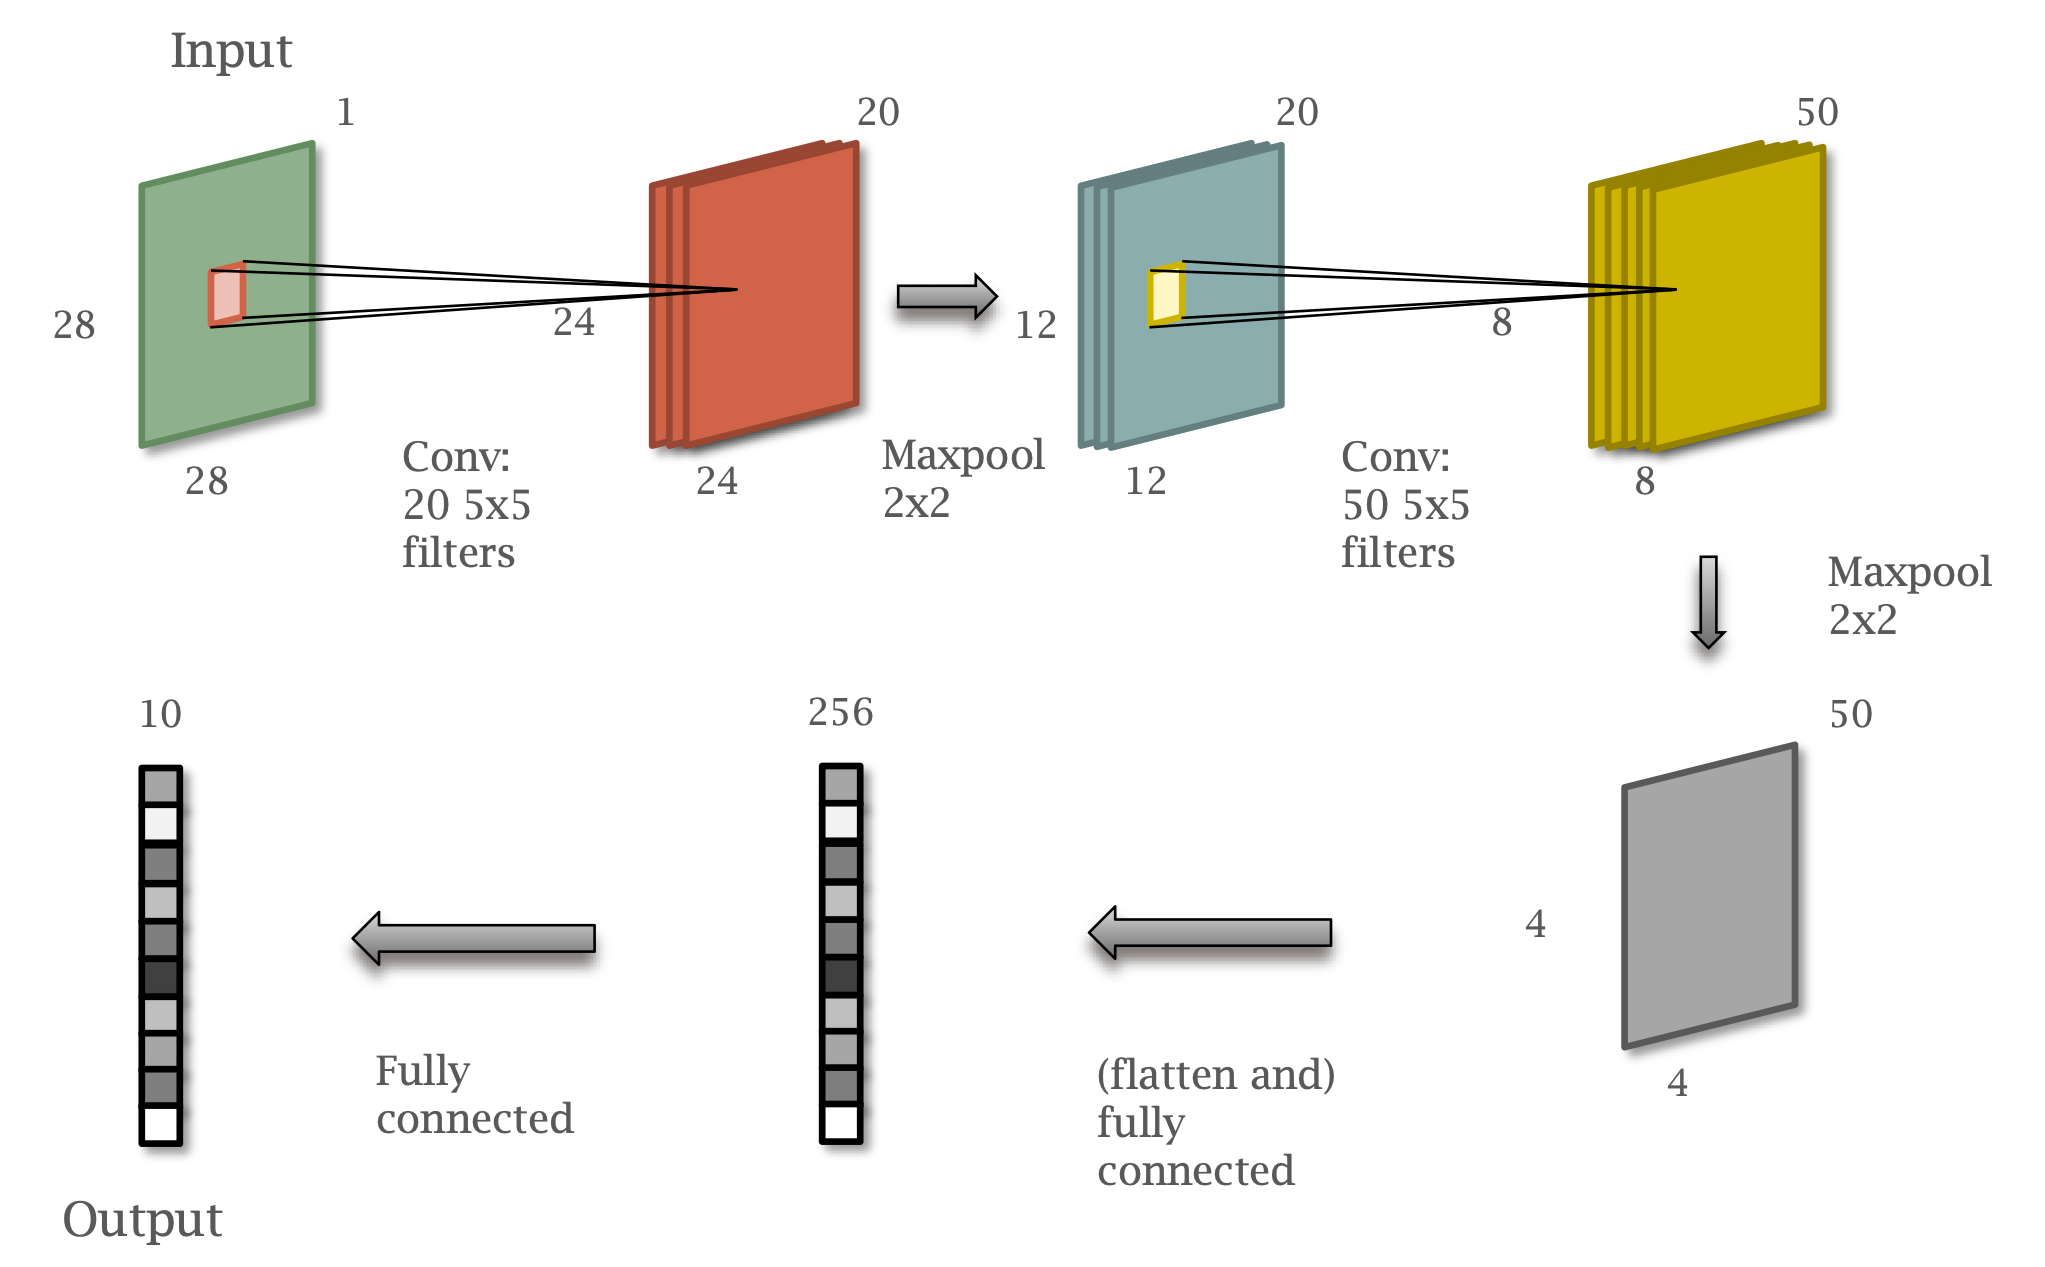 Input
1
20
20
50
28
24
12
8
28
Conv:
20 5x5
filters
24
Maxpool
2x2
12
Conv:
50 5x5
filters
8
Maxpool
2x2
10
256
50
4
4
Fully
connected
(flatten and)
fully
connected
Output